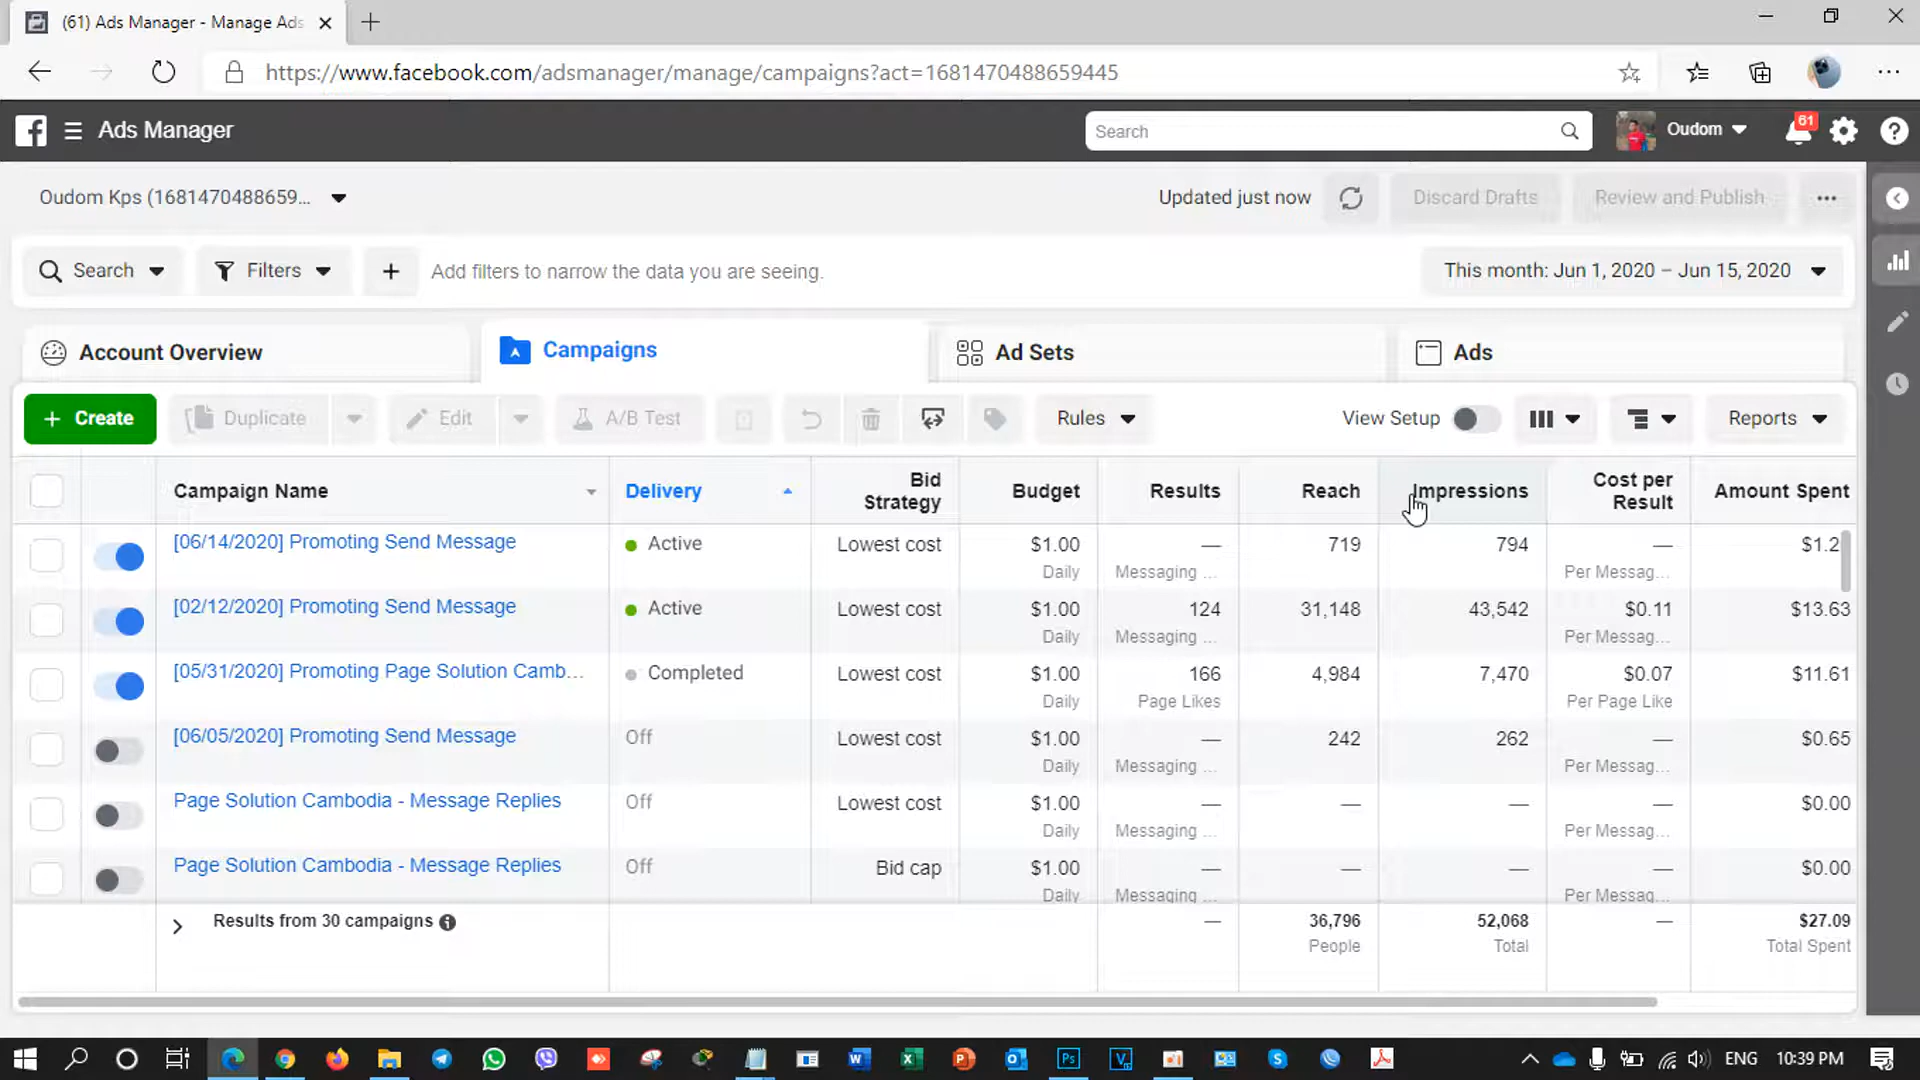 (61) Ads Manager - Manage Ads
https://www.facebook.com/adsmanager/manage/campaigns?act=1681470488659445
Ads Manager
Search
Oudom
61
Oudom Kps (1681470488659...
Updated just now
Discard Drafts
Review and Publish
Search
Filters
Add filters to narrow the data you are seeing.
This month: Jun 1, 2020 – Jun 15, 2020
Account Overview
Campaigns
Ad Sets
Ads
+ Create
Duplicate
Edit
A/B Test
Rules
View Setup
Reports
Campaign Name
Delivery
Bid
Strategy
Budget
Results
Reach
Impressions
Cost per
Result
Amount Spent
[06/14/2020] Promoting Send Message
Active
Lowest cost
$1.00
Daily
—
Messaging ...
719
794
—
Per Messag...
$1.2
[02/12/2020] Promoting Send Message
Active
Lowest cost
$1.00
Daily
124
Messaging ...
31,148
43,542
$0.11
Per Messag...
$13.63
[05/31/2020] Promoting Page Solution Camb...
Completed
Lowest cost
$1.00
Daily
166
Page Likes
4,984
7,470
$0.07
Per Page Like
$11.61
[06/05/2020] Promoting Send Message
Off
Lowest cost
$1.00
Daily
—
Messaging ...
242
262
—
Per Messag...
$0.65
Page Solution Cambodia - Message Replies
Off
Lowest cost
$1.00
Daily
—
Messaging ...
—
—
—
Per Messag...
$0.00
Page Solution Cambodia - Message Replies
Off
Bid cap
$1.00
Daily
—
Messaging ...
—
—
—
Per Messag...
$0.00
Results from 30 campaigns
—
36,796
People
52,068
Total
—
$27.09
Total Spent
ENG
10:39 PM